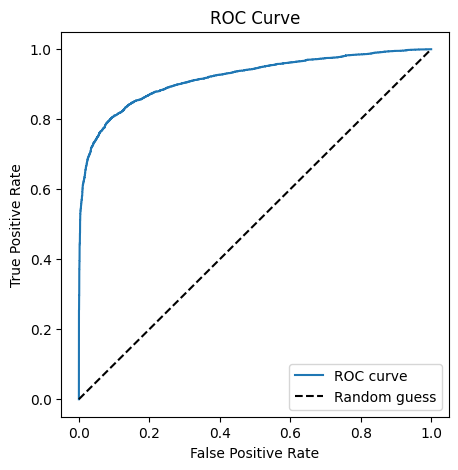 ROC Curve
1.0
0.8
0.6
0.4
0.2
0.0
True Positive Rate
ROC curve
Random guess
0.0 0.2 0.4 0.6 0.8 1.0
False Positive Rate